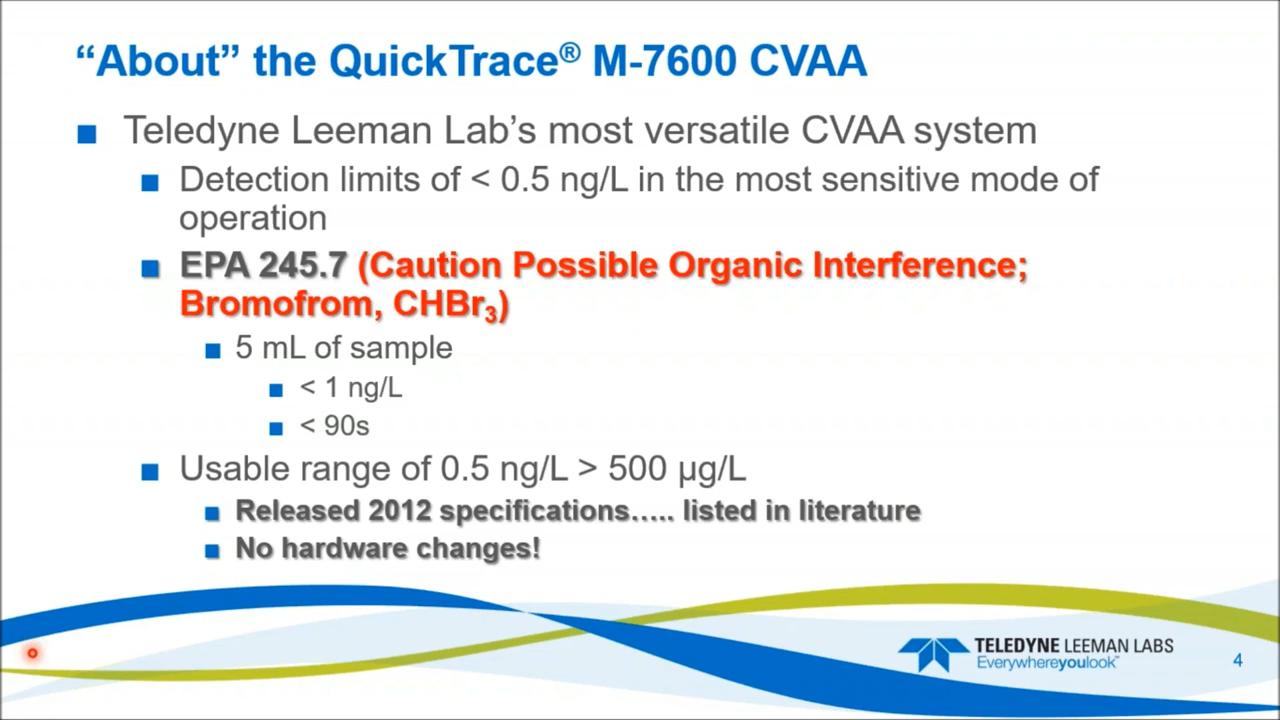 “About” the QuickTrace® M-7600 CVAA
Teledyne Leeman Lab’s most versatile CVAA system
Detection limits of < 0.5 ng/L in the most sensitive mode of
operation
EPA 245.7 (Caution Possible Organic Interference;
Bromofrom, CHBr₃)
5 mL of sample
< 1 ng/L
< 90s
Usable range of 0.5 ng/L > 500 µg/L
Released 2012 specifications….. listed in literature
No hardware changes!
TELEDYNE LEEMAN LABS
Everywhereyoulook™
4